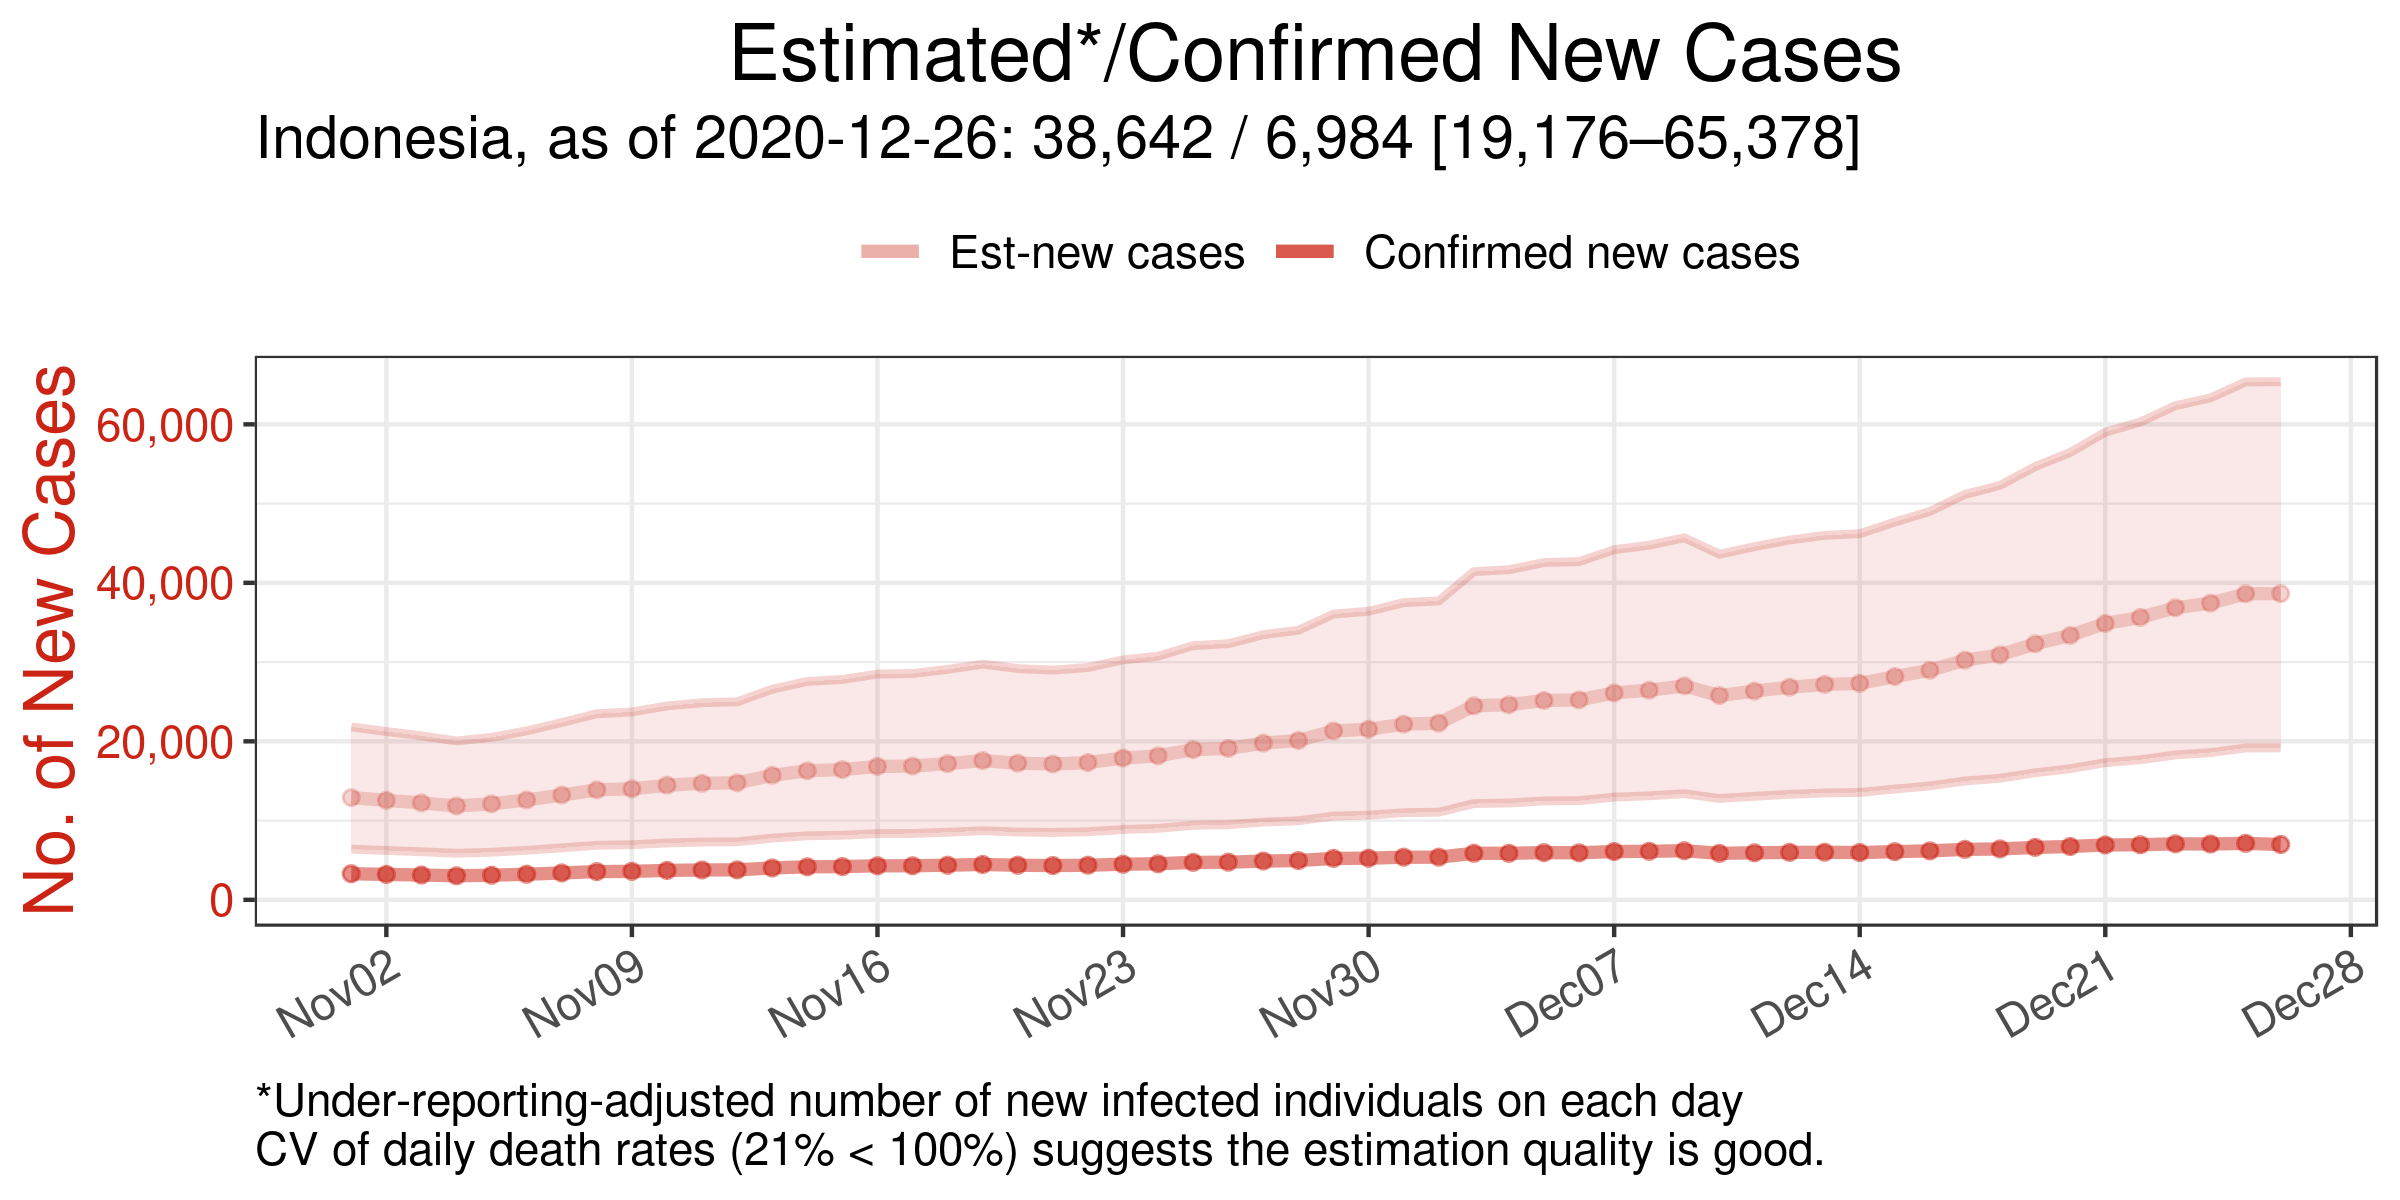 Estimated*/Confirmed New Cases
Indonesia, as of 2020-12-26: 38,642 / 6,984 [19,176–65,378]
Est-new cases
Confirmed new cases
No. of New Cases
60,000
40,000
20,000
0
Nov02
Nov09
Nov16
Nov23
Nov30
Dec07
Dec14
Dec21
Dec28
*Under-reporting-adjusted number of new infected individuals on each day
CV of daily death rates (21% < 100%) suggests the estimation quality is good.